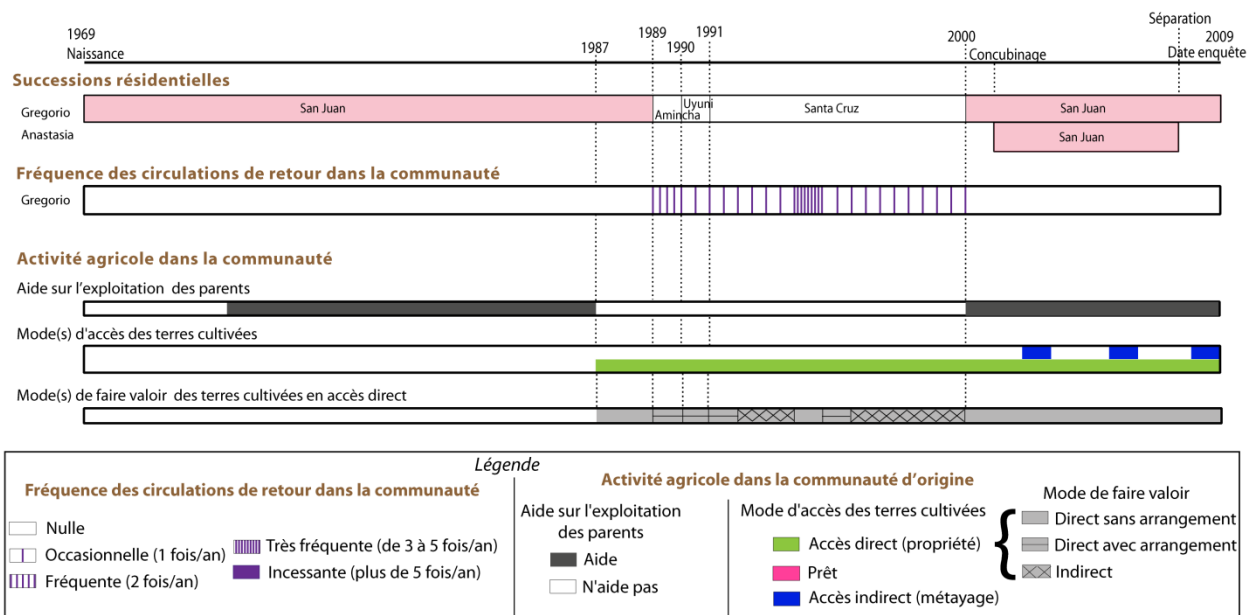 1969
Naissance
1987
1989
1990
1991
2000
Concubinage
Séparation
2009
Date enquête
Successions résidentielles
Gregorio
San Juan
Amincha
Uyuni
Santa Cruz
San Juan
Anastasia
San Juan
Fréquence des circulations de retour dans la communauté
Gregorio
Activité agricole dans la communauté
Aide sur l'exploitation des parents
Mode(s) d'accès des terres cultivées
Mode(s) de faire valoir des terres cultivées en accès direct
Légende
Fréquence des circulations de retour dans la communauté
Nulle
Occasionnelle (1 fois/an)
Fréquente (2 fois/an)
Très fréquente (de 3 à 5 fois/an)
Incessante (plus de 5 fois/an)
Activité agricole dans la communauté d'origine
Aide sur l'exploitation
des parents
Aide
N'aide pas
Mode d'accès des terres cultivées
Accès direct (propriété)
Prêt
Accès indirect (métayage)
Mode de faire valoir
Direct sans arrangement
Direct avec arrangement
Indirect